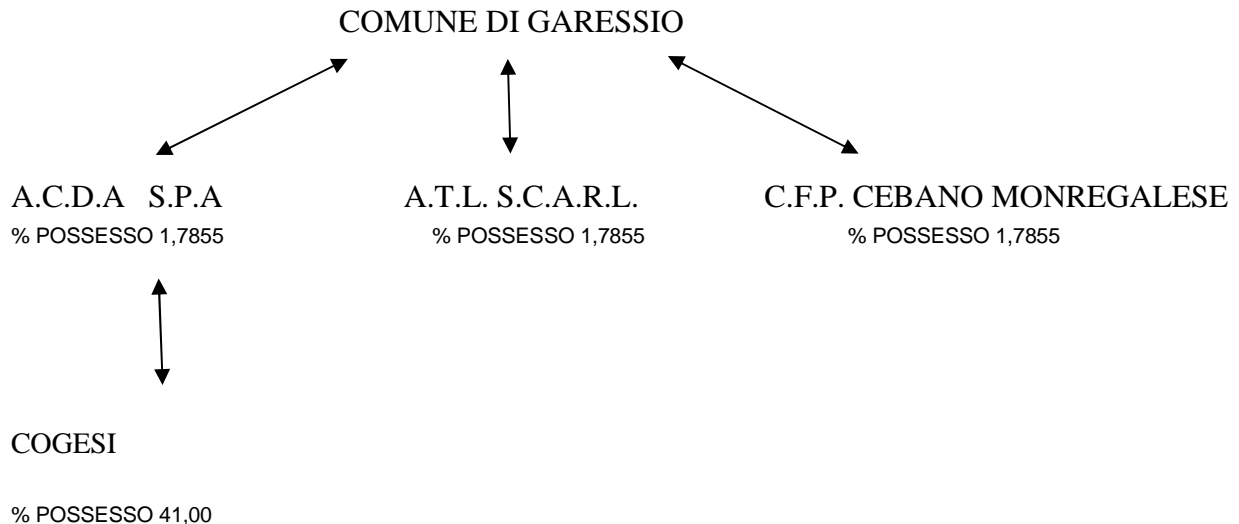 COMUNE DI GARESSIO
A.C.D.A S.P.A A.T.L. S.C.A.R.L. C.F.P. CEBANO MONREGALESE
% POSSESSO 1,7855 % POSSESSO 1,7855 % POSSESSO 1,7855
COGESI
% POSSESSO 41,00